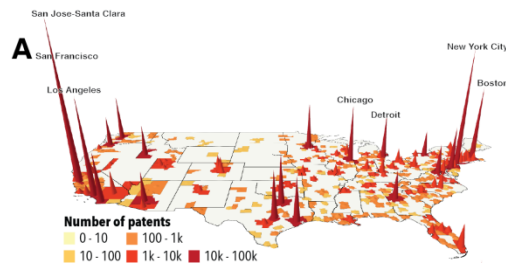 San Jose-Santa Clara
A
San Francisco
Los Angeles
New York City
Boston
Chicago
Detroit
Number of patents
0 - 10
100 - 1k
10 - 100
1k - 10k
10k - 100k